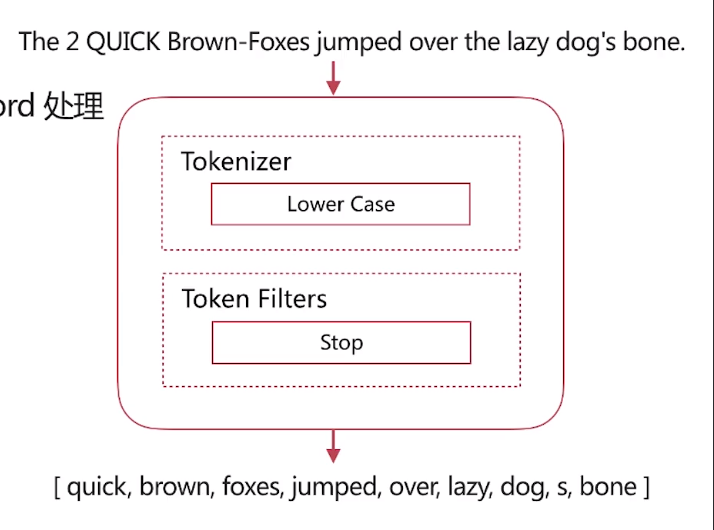 The 2 QUICK Brown-Foxes jumped over the lazy dog's bone.
处理
Tokenizer
Lower Case
Token Filters
Stop
[ quick, brown, foxes, jumped, over, lazy, dog, s, bone ]